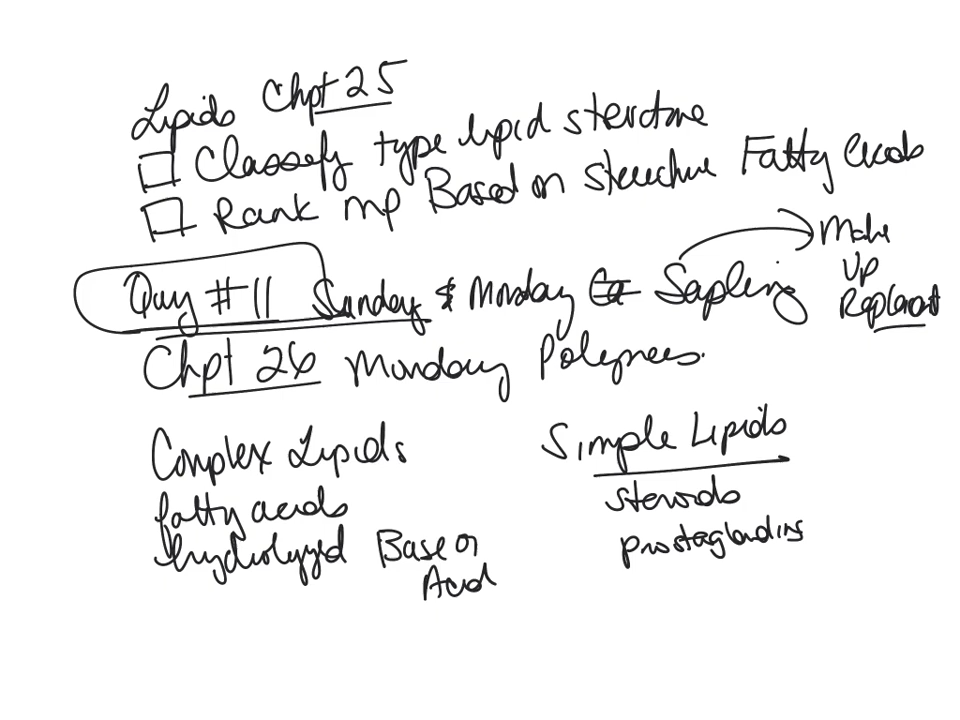 Lipids Chpt 25
□ Classify type lipid structure
□ Rank mp Based on structure Fatty Acids
Quiz #11 Sunday & Monday Sapling → Make Up Replacement
Chpt 26 Monday Polymers.
Complex Lipids
fatty acids
hydrolyzed Base or Acid
Simple Lipids
steroids
prostaglandins